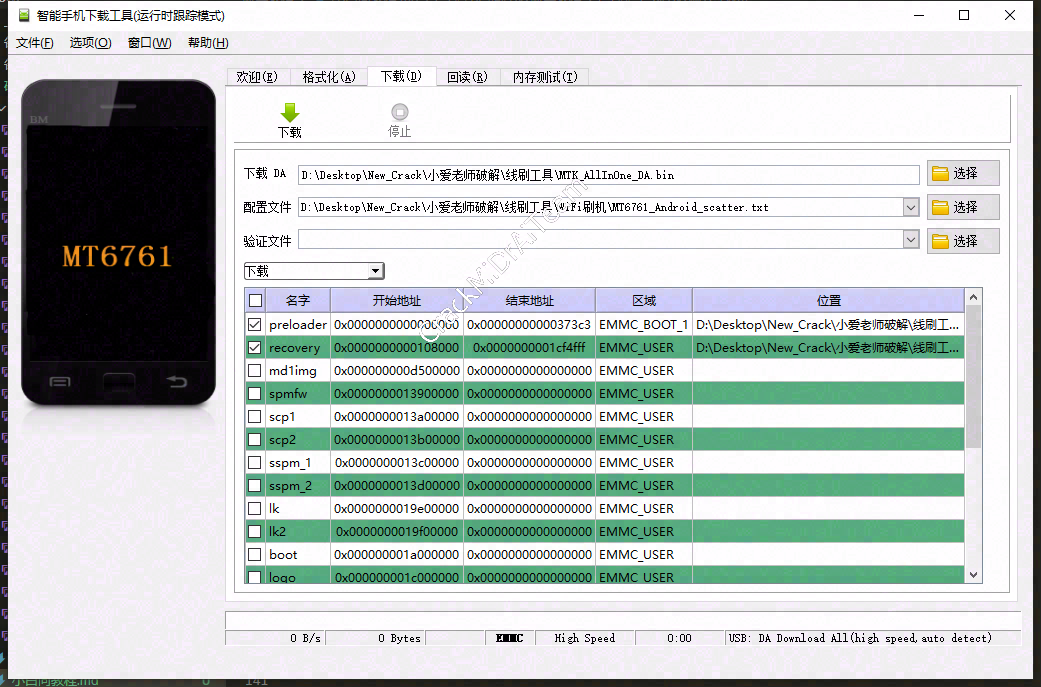 智能手机下载工具(运行时跟踪模式)
文件(F) 选项(O) 窗口(W) 帮助(H)
欢迎(E) 格式化(A) 下载(D) 回读(R) 内存测试(T)
下载 停止
BM
MT6761
下载 DA D:\Desktop\New_Crack\小爱老师破解\线刷工具\MTK_AllInOne_DA.bin 选择
配置文件 D:\Desktop\New_Crack\小爱老师破解\线刷工具\WiFi刷机\MT6761_Android_scatter.txt 选择
验证文件 选择
下载
名字 开始地址 结束地址 区域 位置
preloader 0x0000000000000000 0x00000000000373c3 EMMC_BOOT_1 D:\Desktop\New_Crack\小爱老师破解\线刷工...
recovery 0x0000000000108000 0x0000000001cf4fff EMMC_USER D:\Desktop\New_Crack\小爱老师破解\线刷工...
md1img 0x000000000d500000 0x0000000000000000 EMMC_USER
spmfw 0x0000000013900000 0x0000000000000000 EMMC_USER
scp1 0x0000000013a00000 0x0000000000000000 EMMC_USER
scp2 0x0000000013b00000 0x0000000000000000 EMMC_USER
sspm_1 0x0000000013c00000 0x0000000000000000 EMMC_USER
sspm_2 0x0000000013d00000 0x0000000000000000 EMMC_USER
lk 0x0000000019e00000 0x0000000000000000 EMMC_USER
lk2 0x0000000019f00000 0x0000000000000000 EMMC_USER
boot 0x000000001a000000 0x0000000000000000 EMMC_USER
logo 0x000000001c000000 0x0000000000000000 EMMC_USER
CrackMiDrAiTeam
0 B/s 0 Bytes EMMC High Speed 0:00 USB: DA Download All(high speed,auto detect)